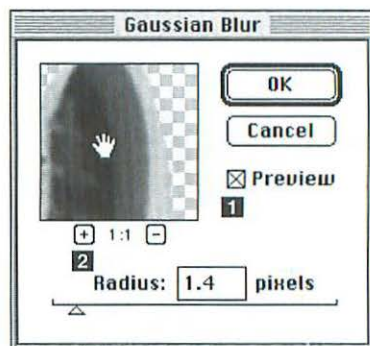 Gaussian Blur
OK
Cancel
Preview
1
+ 1:1 −
2
Radius: 1.4 pixels